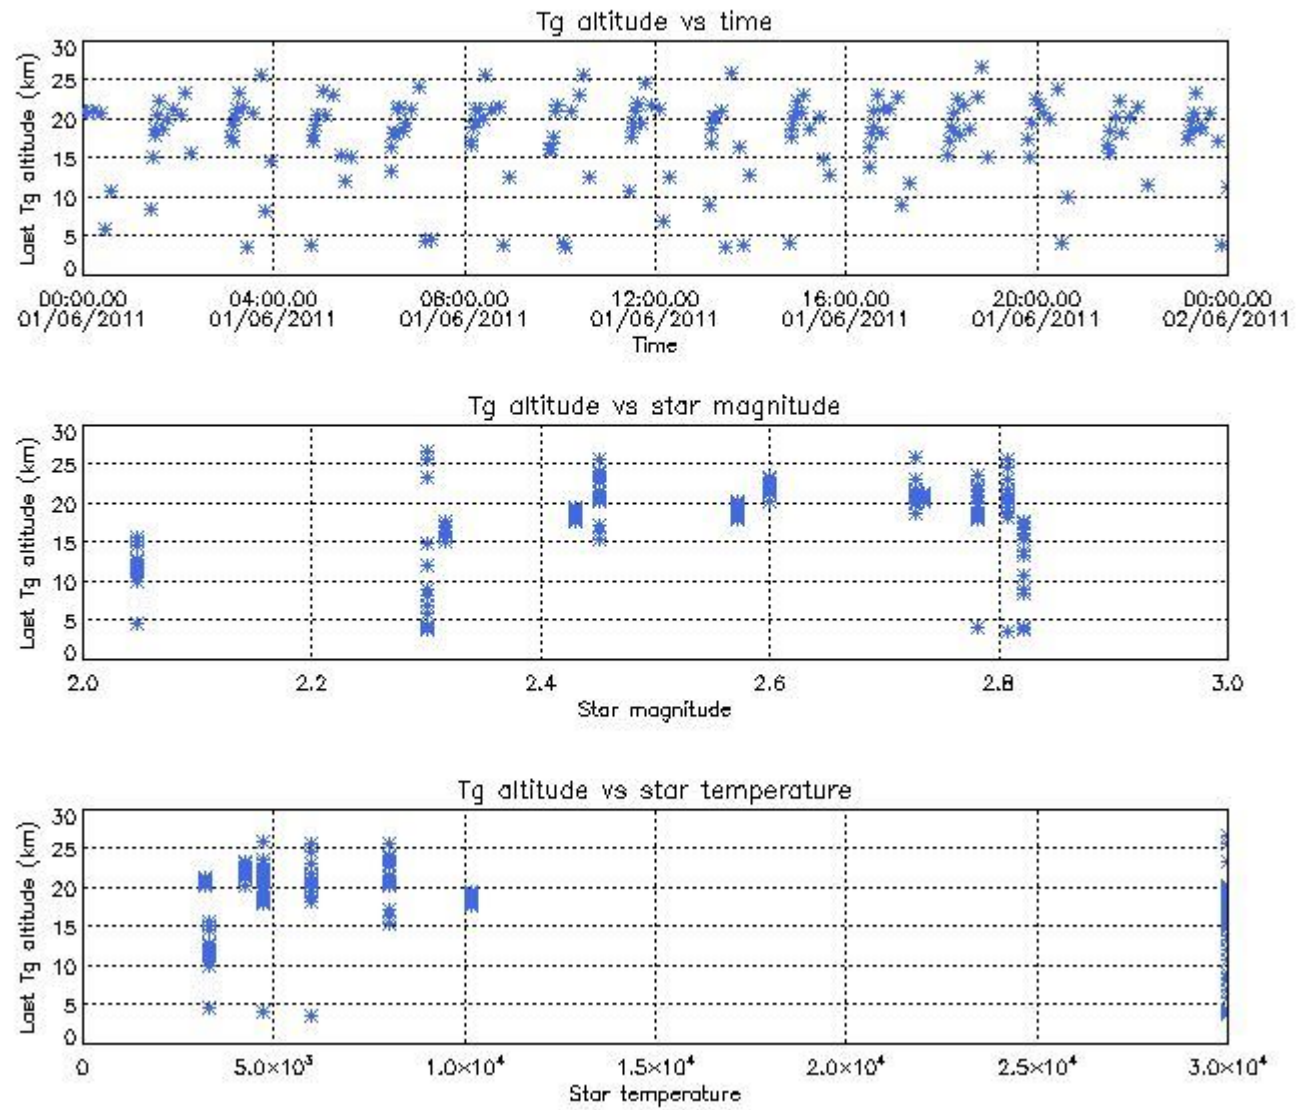 Tg altitude vs time
Last Tg altitude (km)
30
25
20
15
10
5
0
00:00.00 04:00.00 08:00.00 12:00.00 16:00.00 20:00.00 00:00.00
01/06/2011 01/06/2011 01/06/2011 01/06/2011 01/06/2011 01/06/2011 02/06/2011
Time
Tg altitude vs star magnitude
Last Tg altitude (km)
30
25
20
15
10
5
0
2.0 2.2 2.4 2.6 2.8 3.0
Star magnitude
Tg altitude vs star temperature
Last Tg altitude (km)
30
25
20
15
10
5
0
0 5.0×10³ 1.0×10⁴ 1.5×10⁴ 2.0×10⁴ 2.5×10⁴ 3.0×10⁴
Star temperature